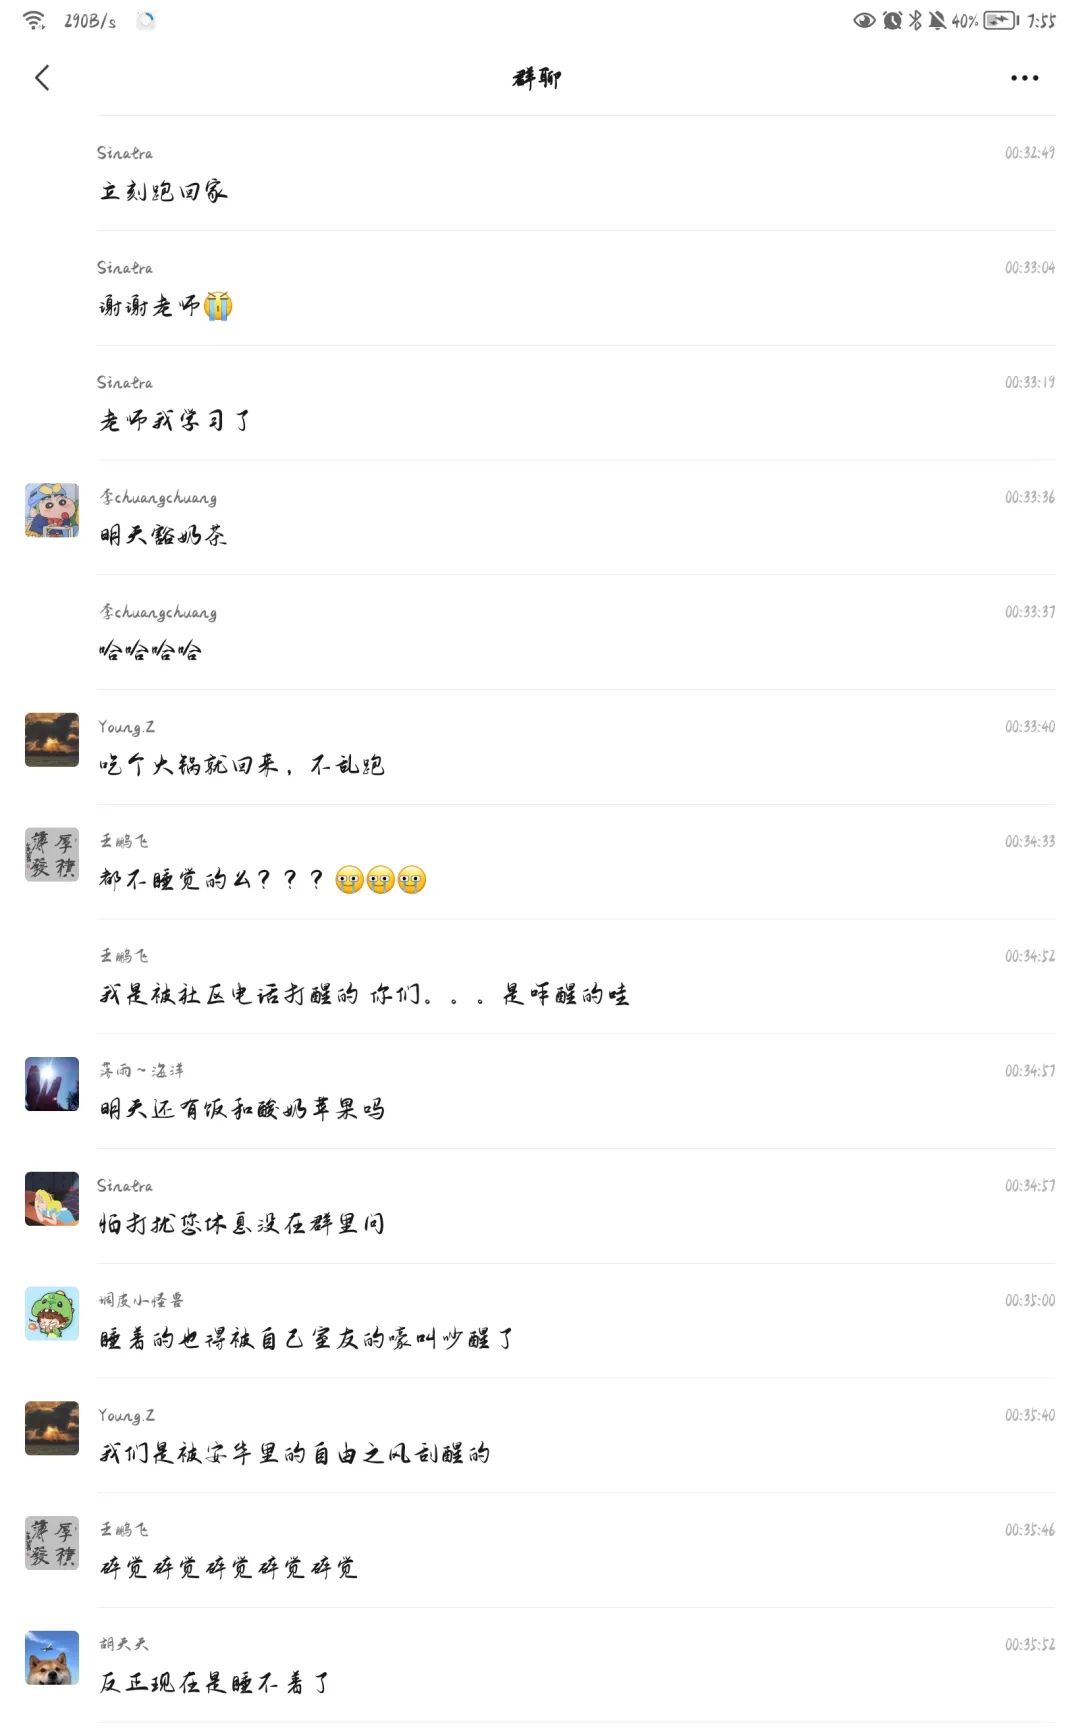 290B/s
40%
7:55
群聊
Sinatra
00:32:49
立刻跑回家
Sinatra
00:33:04
谢谢老师😭
Sinatra
00:33:19
老师我学习了
李chuangchuang
00:33:36
明天豁奶茶
李chuangchuang
00:33:37
哈哈哈哈
Young.Z
00:33:40
吃个火锅就回来，不乱跑
厚积薄發
王鹏飞
00:34:33
都不睡觉的么？？？
王鹏飞
00:34:52
我是被社区电话打醒的 你们。。。是咋醒的哇
落雨~海洋
00:34:57
明天还有饭和酸奶苹果吗
Sinatra
00:34:57
怕打扰您休息没在群里问
调皮小怪兽
00:35:00
睡着的也得被自己室友的嚎叫吵醒了
Young.Z
00:35:40
我们是被安华里的自由之风刮醒的
厚积薄發
王鹏飞
00:35:46
碎觉碎觉碎觉碎觉碎觉
胡天天
00:35:52
反正现在是睡不着了